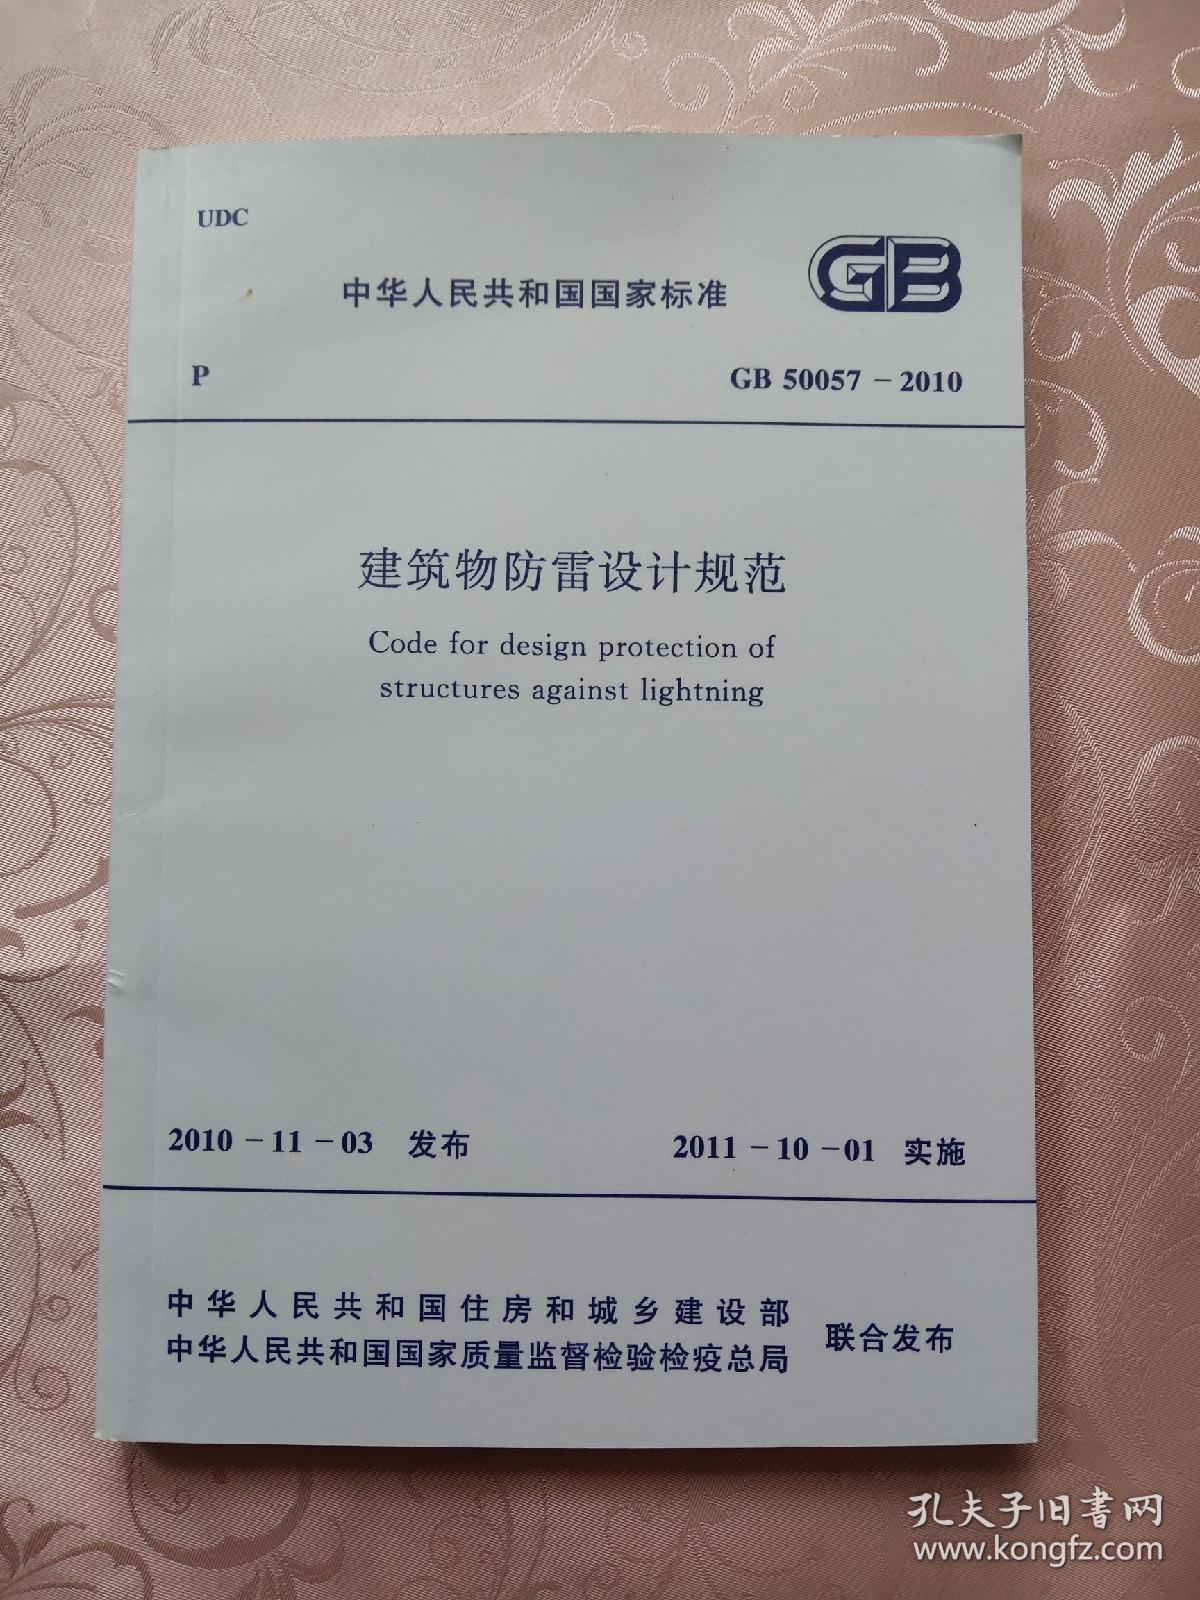 UDC
GB
中华人民共和国国家标准
P
GB 50057－2010
建筑物防雷设计规范
Code for design protection of
structures against lightning
2010－11－03 发布
2011－10－01 实施
中华人民共和国住房和城乡建设部
中华人民共和国国家质量监督检验检疫总局
联合发布
孔夫子旧书网
www.kongfz.com